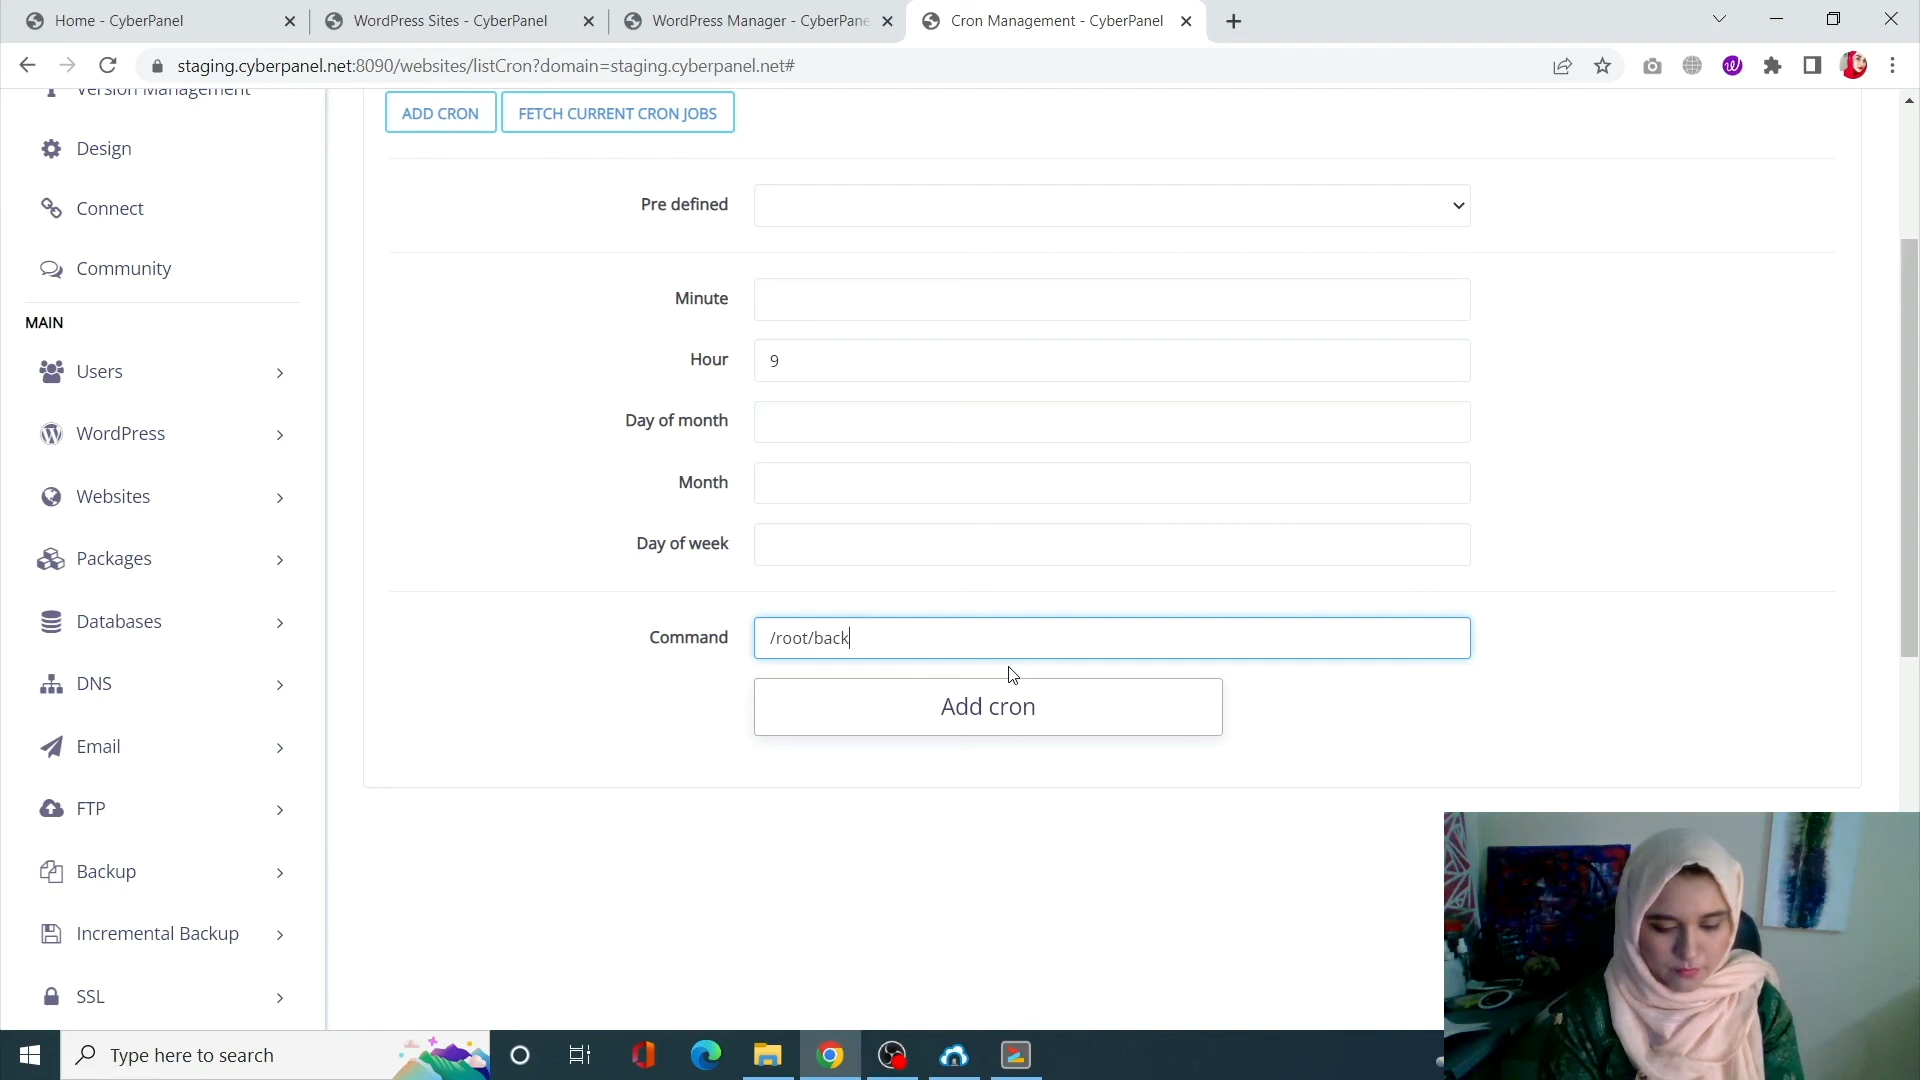 Home - CyberPanel
WordPress Sites - CyberPanel
WordPress Manager - CyberPane
Cron Management - CyberPanel
staging.cyberpanel.net:8090/websites/listCron?domain=staging.cyberpanel.net#
Version Management
Design
Connect
Community
MAIN
Users
WordPress
Websites
Packages
Databases
DNS
Email
FTP
Backup
Incremental Backup
SSL
ADD CRON
FETCH CURRENT CRON JOBS
Pre defined
Minute
Hour
9
Day of month
Month
Day of week
Command
/root/back
Add cron
Type here to search